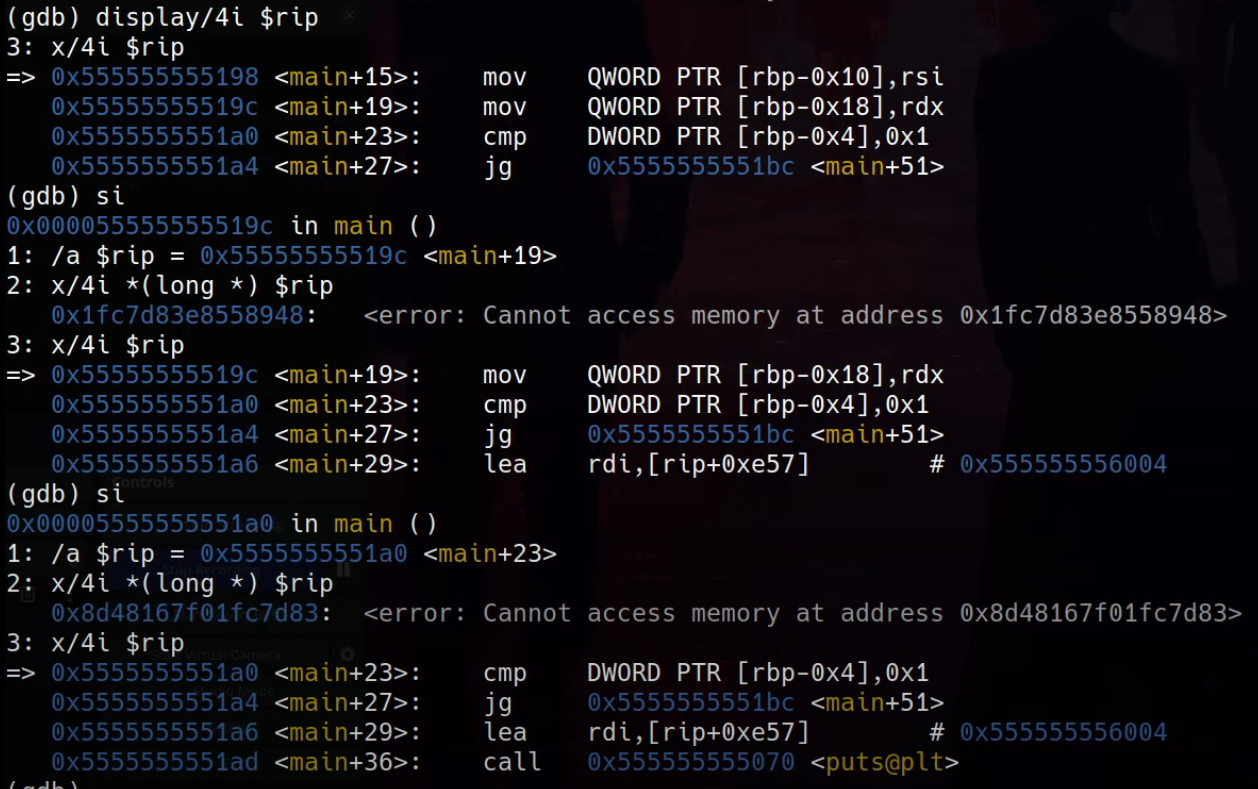 (gdb) display/4i $rip
3: x/4i $rip
=> 0x555555555198 <main+15>:    mov    QWORD PTR [rbp-0x10],rsi
   0x55555555519c <main+19>:    mov    QWORD PTR [rbp-0x18],rdx
   0x5555555551a0 <main+23>:    cmp    DWORD PTR [rbp-0x4],0x1
   0x5555555551a4 <main+27>:    jg     0x5555555551bc <main+51>
(gdb) si
0x000055555555519c in main ()
1: /a $rip = 0x55555555519c <main+19>
2: x/4i *(long *) $rip
   0x1fc7d83e8558948:   <error: Cannot access memory at address 0x1fc7d83e8558948>
3: x/4i $rip
=> 0x55555555519c <main+19>:    mov    QWORD PTR [rbp-0x18],rdx
   0x5555555551a0 <main+23>:    cmp    DWORD PTR [rbp-0x4],0x1
   0x5555555551a4 <main+27>:    jg     0x5555555551bc <main+51>
   0x5555555551a6 <main+29>:    lea    rdi,[rip+0xe57]        # 0x555555556004
Controls
(gdb) si
0x00005555555551a0 in main ()
1: /a $rip = 0x5555555551a0 <main+23>
Stop Recording
2: x/4i *(long *) $rip
   0x8d48167f01fc7d83:  <error: Cannot access memory at address 0x8d48167f01fc7d83>
3: x/4i $rip
Virtual Camera
=> 0x5555555551a0 <main+23>:    cmp    DWORD PTR [rbp-0x4],0x1
   0x5555555551a4 <main+27>:    jg     0x5555555551bc <main+51>
   0x5555555551a6 <main+29>:    lea    rdi,[rip+0xe57]        # 0x555555556004
   0x5555555551ad <main+36>:    call   0x555555555070 <puts@plt>
(gdb)